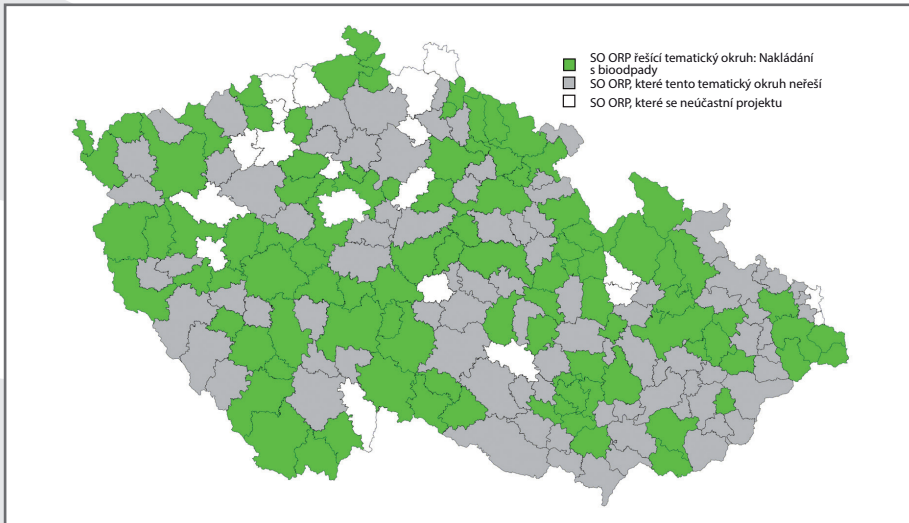 SO ORP řešící tematický okruh: Nakládání
s bioodpady
SO ORP, které tento tematický okruh neřeší
SO ORP, které se neúčastní projektu